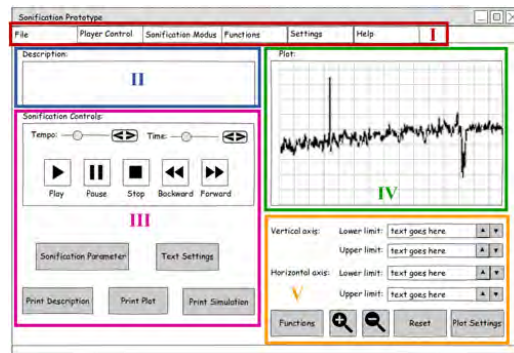 Sonification Prototype
File Player Control Sonification Modus Functions Settings Help I
Description:
II
Sonification Controls:
Tempo: Time:
Play Pause Stop Backward Forward
III
Sonification Parameter Text Settings
Print Description Print Plot Print Simulation
Plot:
IV
Vertical axis: Lower limit: text goes here
Upper limit: text goes here
Horizontal axis: Lower limit: text goes here
V Upper limit: text goes here
Functions Reset Plot Settings